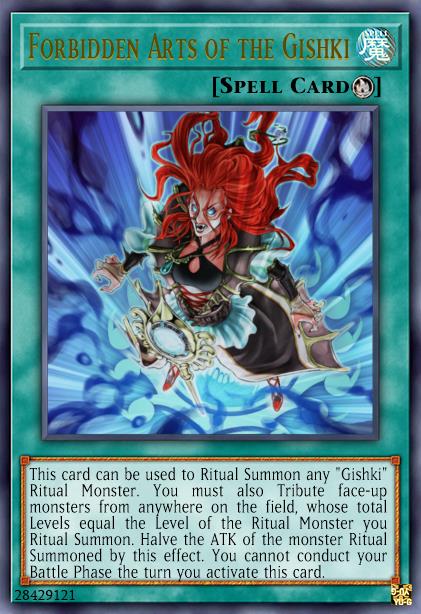 FORBIDDEN ARTS OF THE GISHKI
SPELL
魔
[SPELL CARD]
This card can be used to Ritual Summon any "Gishki"
Ritual Monster. You must also Tribute face-up
monsters from anywhere on the field, whose total
Levels equal the Level of the Ritual Monster you
Ritual Summon. Halve the ATK of the monster Ritual
Summoned by this effect. You cannot conduct your
Battle Phase the turn you activate this card.
28429121